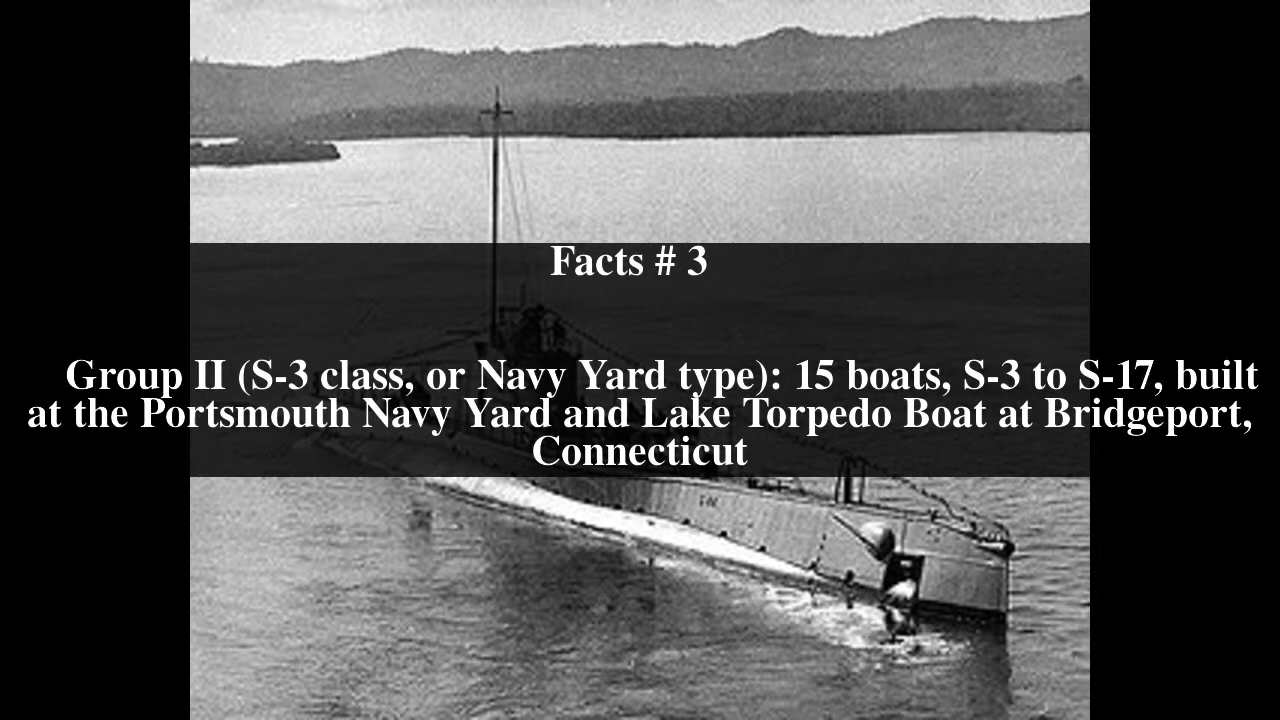 Facts # 3
Group II (S-3 class, or Navy Yard type): 15 boats, S-3 to S-17, built
at the Portsmouth Navy Yard and Lake Torpedo Boat at Bridgeport,
Connecticut